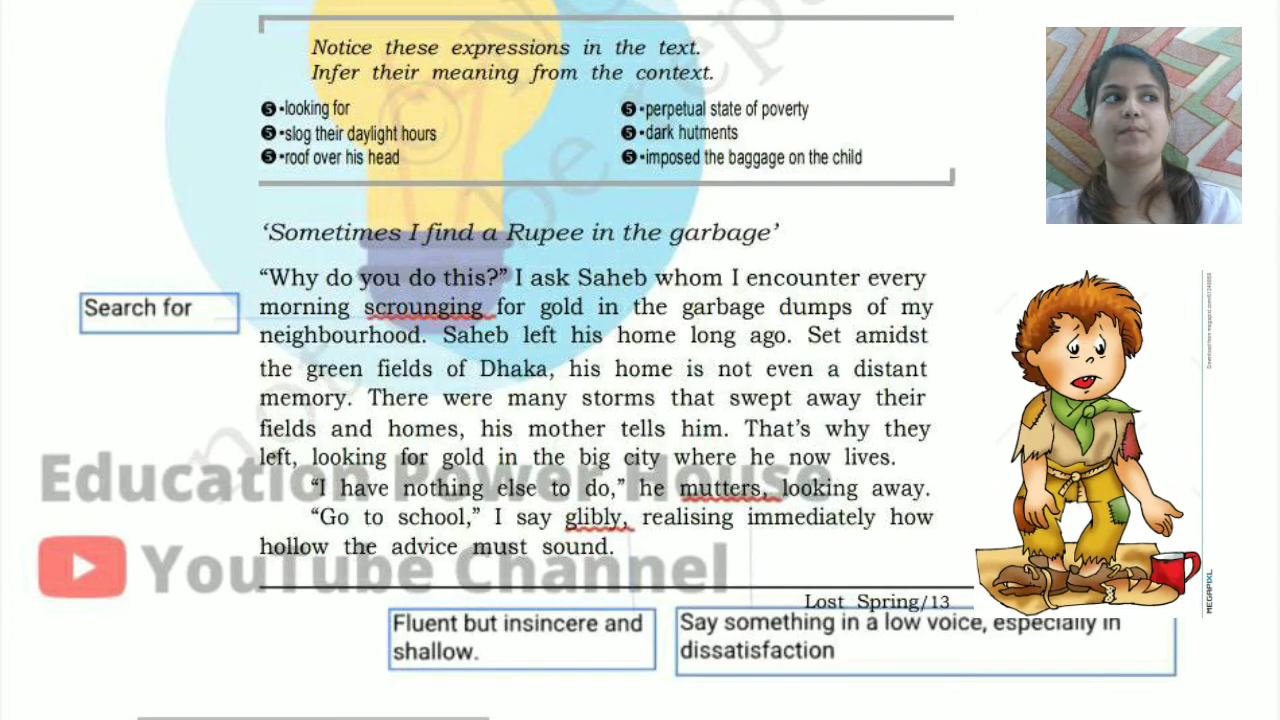 Notice these expressions in the text.
Infer their meaning from the context.
❺•looking for
❺•slog their daylight hours
❺•roof over his head
❺•perpetual state of poverty
❺•dark hutments
❺•imposed the baggage on the child
‘Sometimes I find a Rupee in the garbage’
“Why do you do this?” I ask Saheb whom I encounter every
morning scrounging for gold in the garbage dumps of my
neighbourhood. Saheb left his home long ago. Set amidst
the green fields of Dhaka, his home is not even a distant
memory. There were many storms that swept away their
fields and homes, his mother tells him. That’s why they
left, looking for gold in the big city where he now lives.
“I have nothing else to do,” he mutters, looking away.
“Go to school,” I say glibly, realising immediately how
hollow the advice must sound.
Search for
Education Power House
YouTube Channel
Lost Spring/13
Fluent but insincere and
shallow.
Say something in a low voice, especially in
dissatisfaction
MEGAPIXL